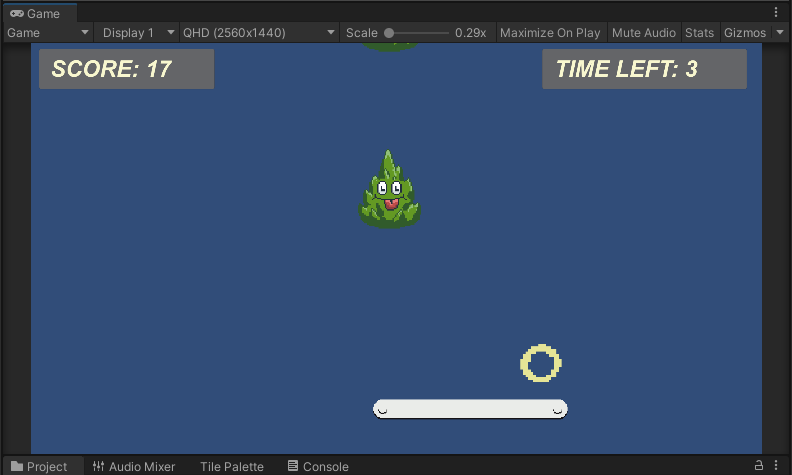 Game
Game Display 1 QHD (2560x1440) Scale 0.29x Maximize On Play Mute Audio Stats Gizmos
SCORE: 17 TIME LEFT: 3
Project Audio Mixer Tile Palette Console